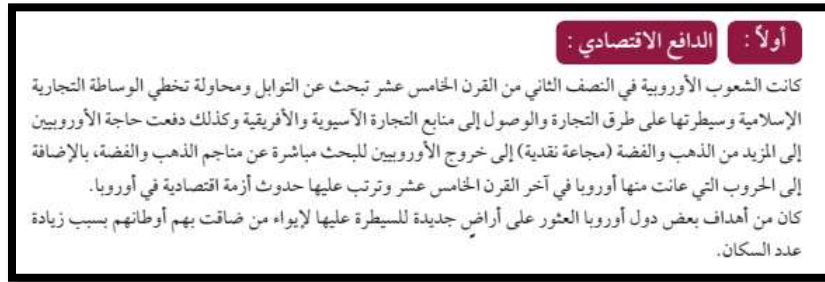 أولاً : الدافع الاقتصادي :
كانت الشعوب الأوروبية في النصف الثاني من القرن الخامس عشر تبحث عن التوابل ومحاولة تخطي الوساطة التجارية
الإسلامية وسيطرتها على طرق التجارة والوصول إلى منابع التجارة الآسيوية والأفريقية وكذلك دفعت حاجة الأوروبيين
إلى المزيد من الذهب والفضة (مجاعة نقدية) إلى خروج الأوروبيين للبحث مباشرة عن مناجم الذهب والفضة، بالإضافة
إلى الحروب التي عانت منها أوروبا في آخر القرن الخامس عشر وترتب عليها حدوث أزمة اقتصادية في أوروبا.
كان من أهداف بعض دول أوروبا العثور على أراضٍ جديدة للسيطرة عليها لإيواء من ضاقت بهم أوطانهم بسبب زيادة
عدد السكان.